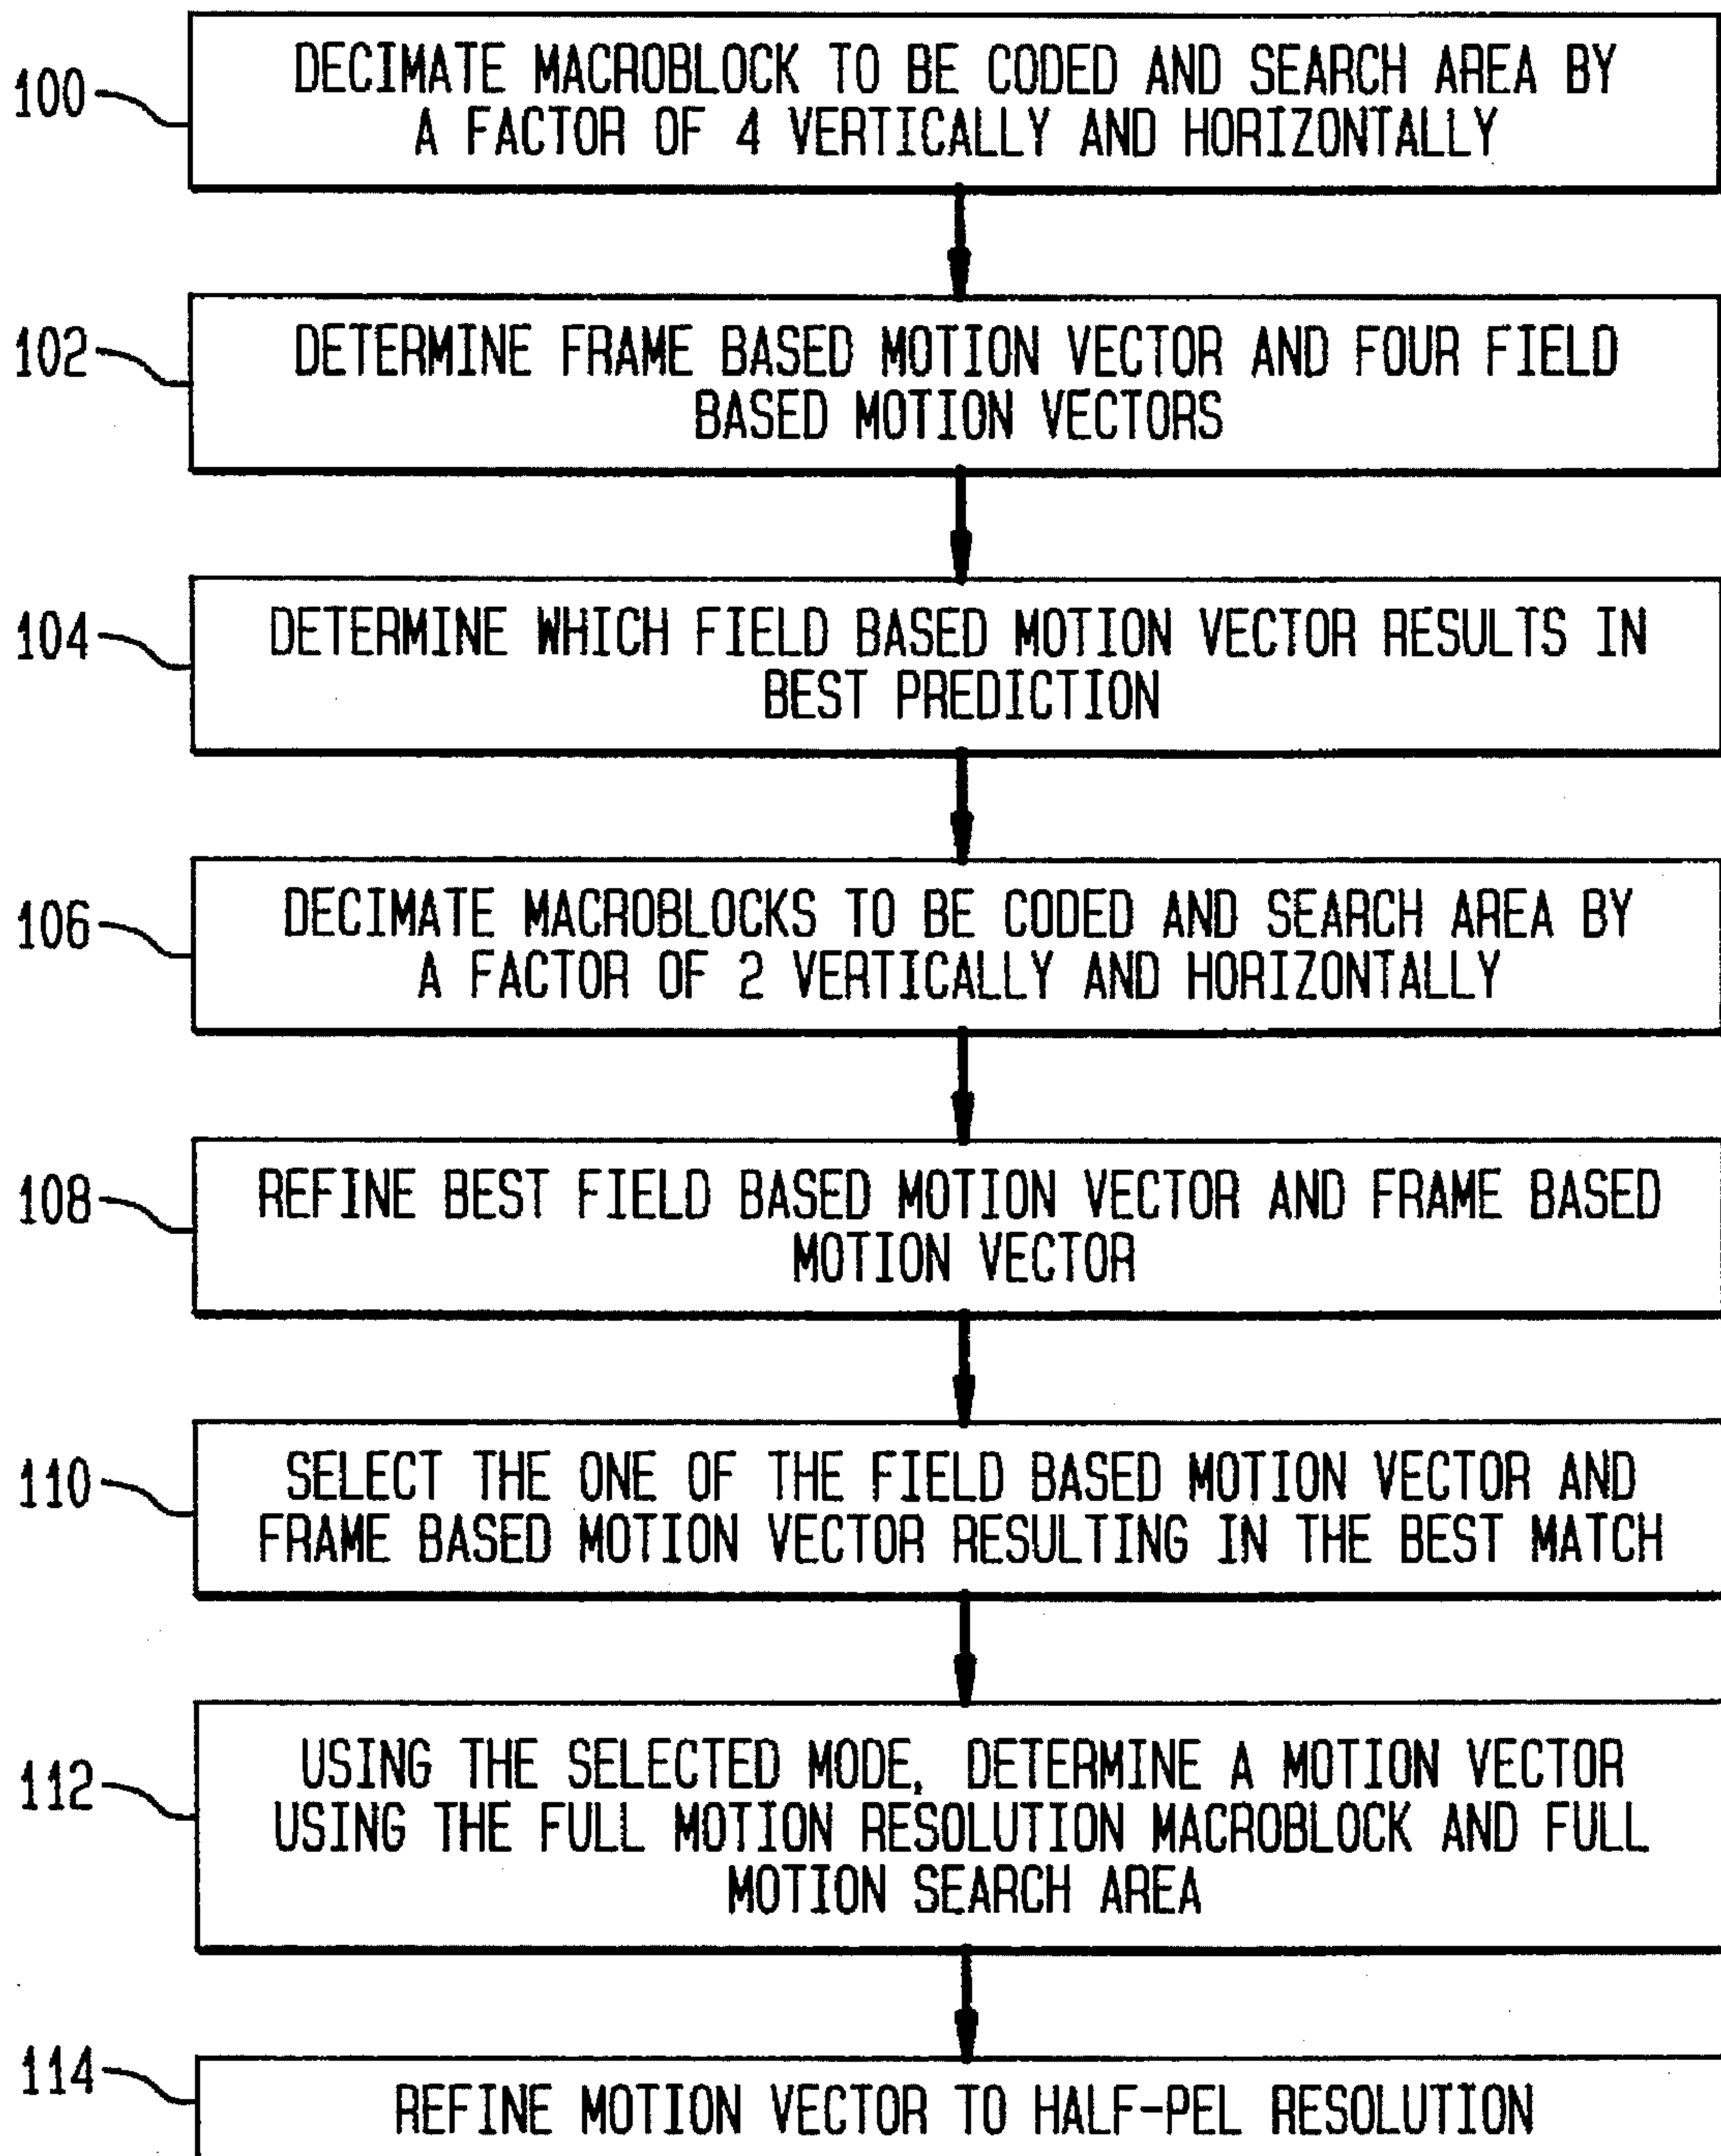 100
DECIMATE MACROBLOCK TO BE CODED AND SEARCH AREA BY
A FACTOR OF 4 VERTICALLY AND HORIZONTALLY
102
DETERMINE FRAME BASED MOTION VECTOR AND FOUR FIELD
BASED MOTION VECTORS
104
DETERMINE WHICH FIELD BASED MOTION VECTOR RESULTS IN
BEST PREDICTION
106
DECIMATE MACROBLOCKS TO BE CODED AND SEARCH AREA BY
A FACTOR OF 2 VERTICALLY AND HORIZONTALLY
108
REFINE BEST FIELD BASED MOTION VECTOR AND FRAME BASED
MOTION VECTOR
110
SELECT THE ONE OF THE FIELD BASED MOTION VECTOR AND
FRAME BASED MOTION VECTOR RESULTING IN THE BEST MATCH
112
USING THE SELECTED MODE, DETERMINE A MOTION VECTOR
USING THE FULL MOTION RESOLUTION MACROBLOCK AND FULL
MOTION SEARCH AREA
114
REFINE MOTION VECTOR TO HALF-PEL RESOLUTION